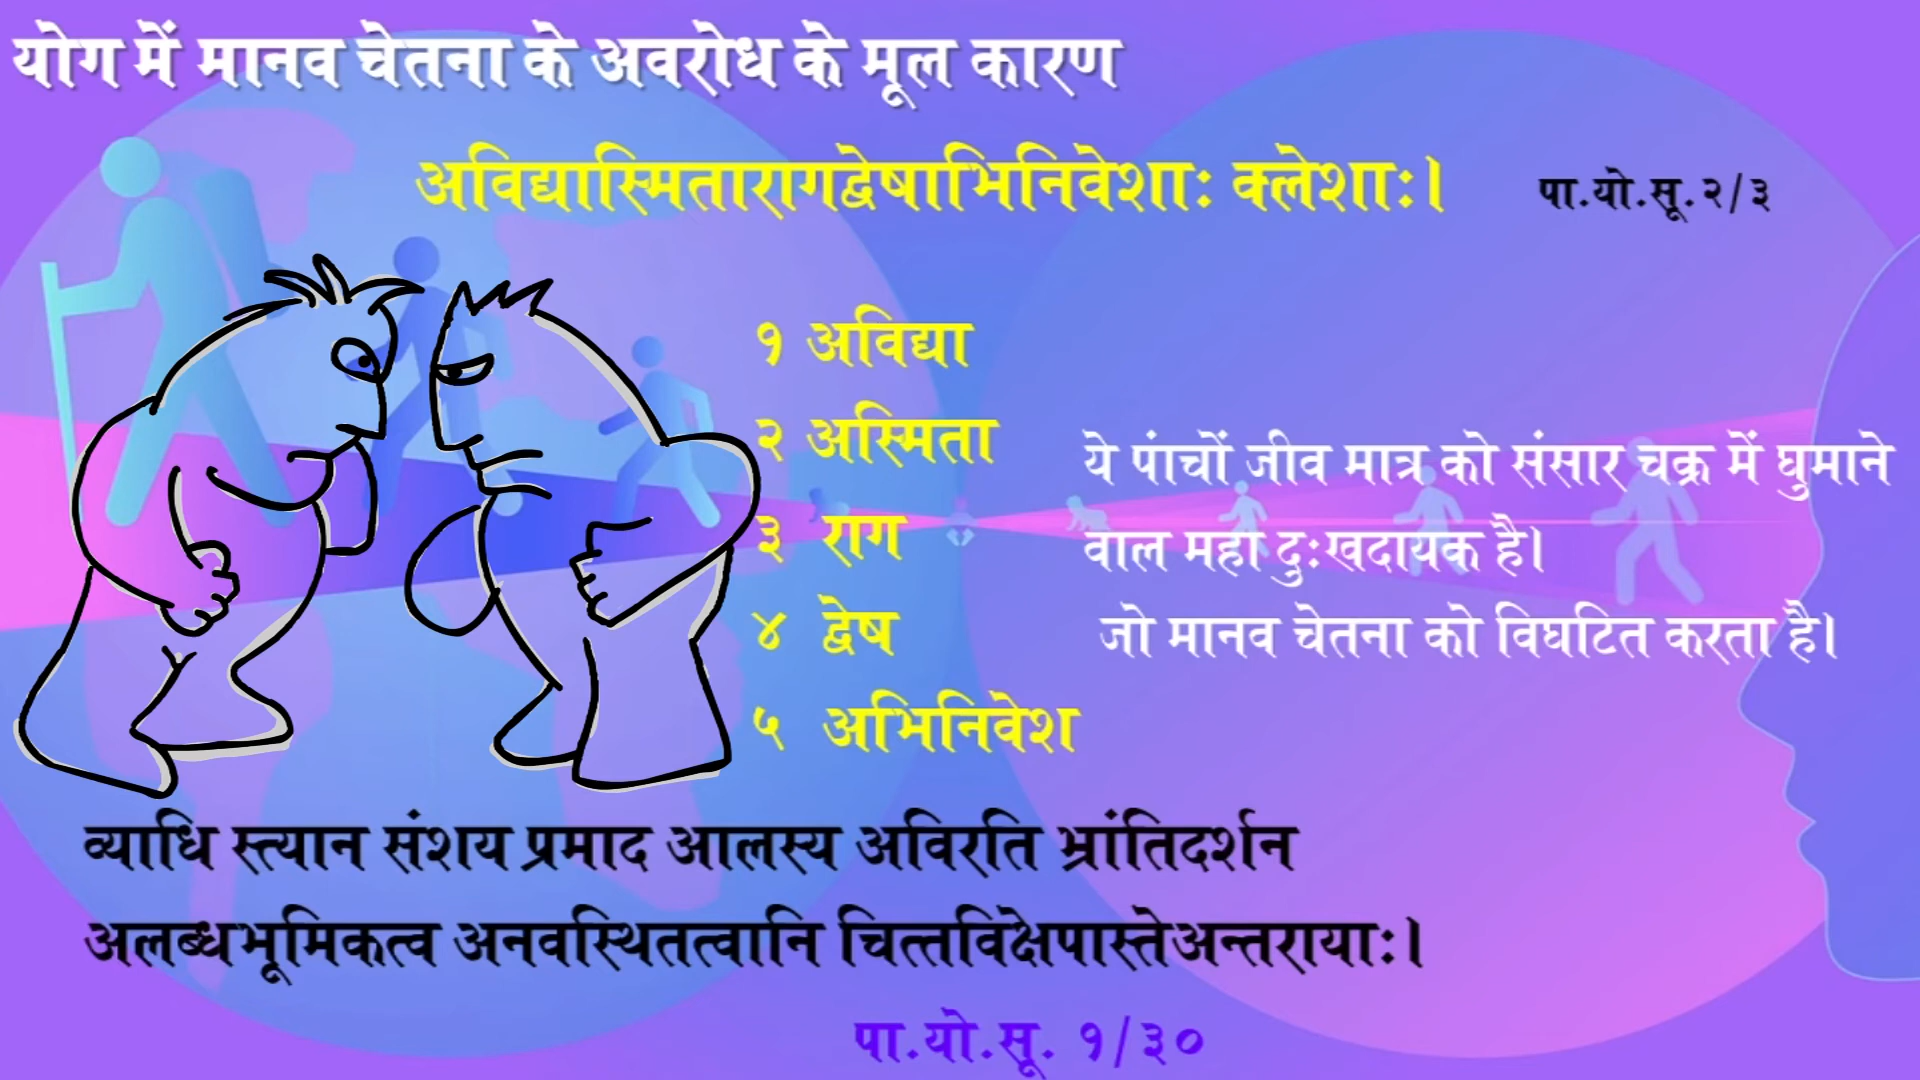 योग में मानव चेतना के अवरोध के मूल कारण
अविद्यास्मितारागद्वेषाभिनिवेशाः क्लेशाः।
पा.यो.सू.२/३
१ अविद्या
२ अस्मिता
३ राग
४ द्वेष
५ अभिनिवेश
ये पांचों जीव मात्र को संसार चक्र में घुमाने
वाल महा दुःखदायक है।
जो मानव चेतना को विघटित करता है।
व्याधि स्त्यान संशय प्रमाद आलस्य अविरति भ्रांतिदर्शन
अलब्धभूमिकत्व अनवस्थितत्वानि चित्तविक्षेपास्तेअन्तरायाः।
पा.यो.सू. १/३०